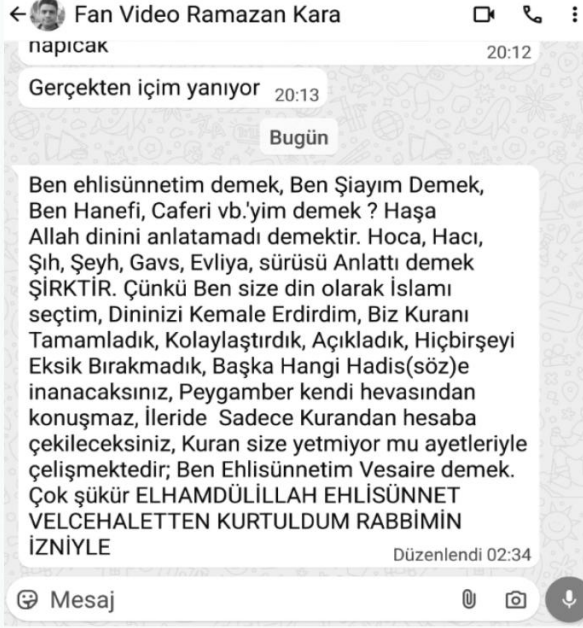 Fan Video Ramazan Kara
napıcak
20:12
Gerçekten içim yanıyor 20:13
Bugün
Ben ehlisünnetim demek, Ben Şiayım Demek,
Ben Hanefi, Caferi vb.'yim demek ? Haşa
Allah dinini anlatamadı demektir. Hoca, Hacı,
Şıh, Şeyh, Gavs, Evliya, sürüsü Anlattı demek
ŞİRKTİR. Çünkü Ben size din olarak İslamı
seçtim, Dininizi Kemale Erdirdim, Biz Kuranı
Tamamladık, Kolaylaştırdık, Açıkladık, Hiçbirşeyi
Eksik Bırakmadık, Başka Hangi Hadis(söz)e
inanacaksınız, Peygamber kendi hevasından
konuşmaz, İleride Sadece Kurandan hesaba
çekileceksiniz, Kuran size yetmiyor mu ayetleriyle
çelişmektedir; Ben Ehlisünnetim Vesaire demek.
Çok şükür ELHAMDÜLİLLAH EHLİSÜNNET
VELCEHALETTEN KURTULDUM RABBİMİN
İZNİYLE
Düzenlendi 02:34
Mesaj